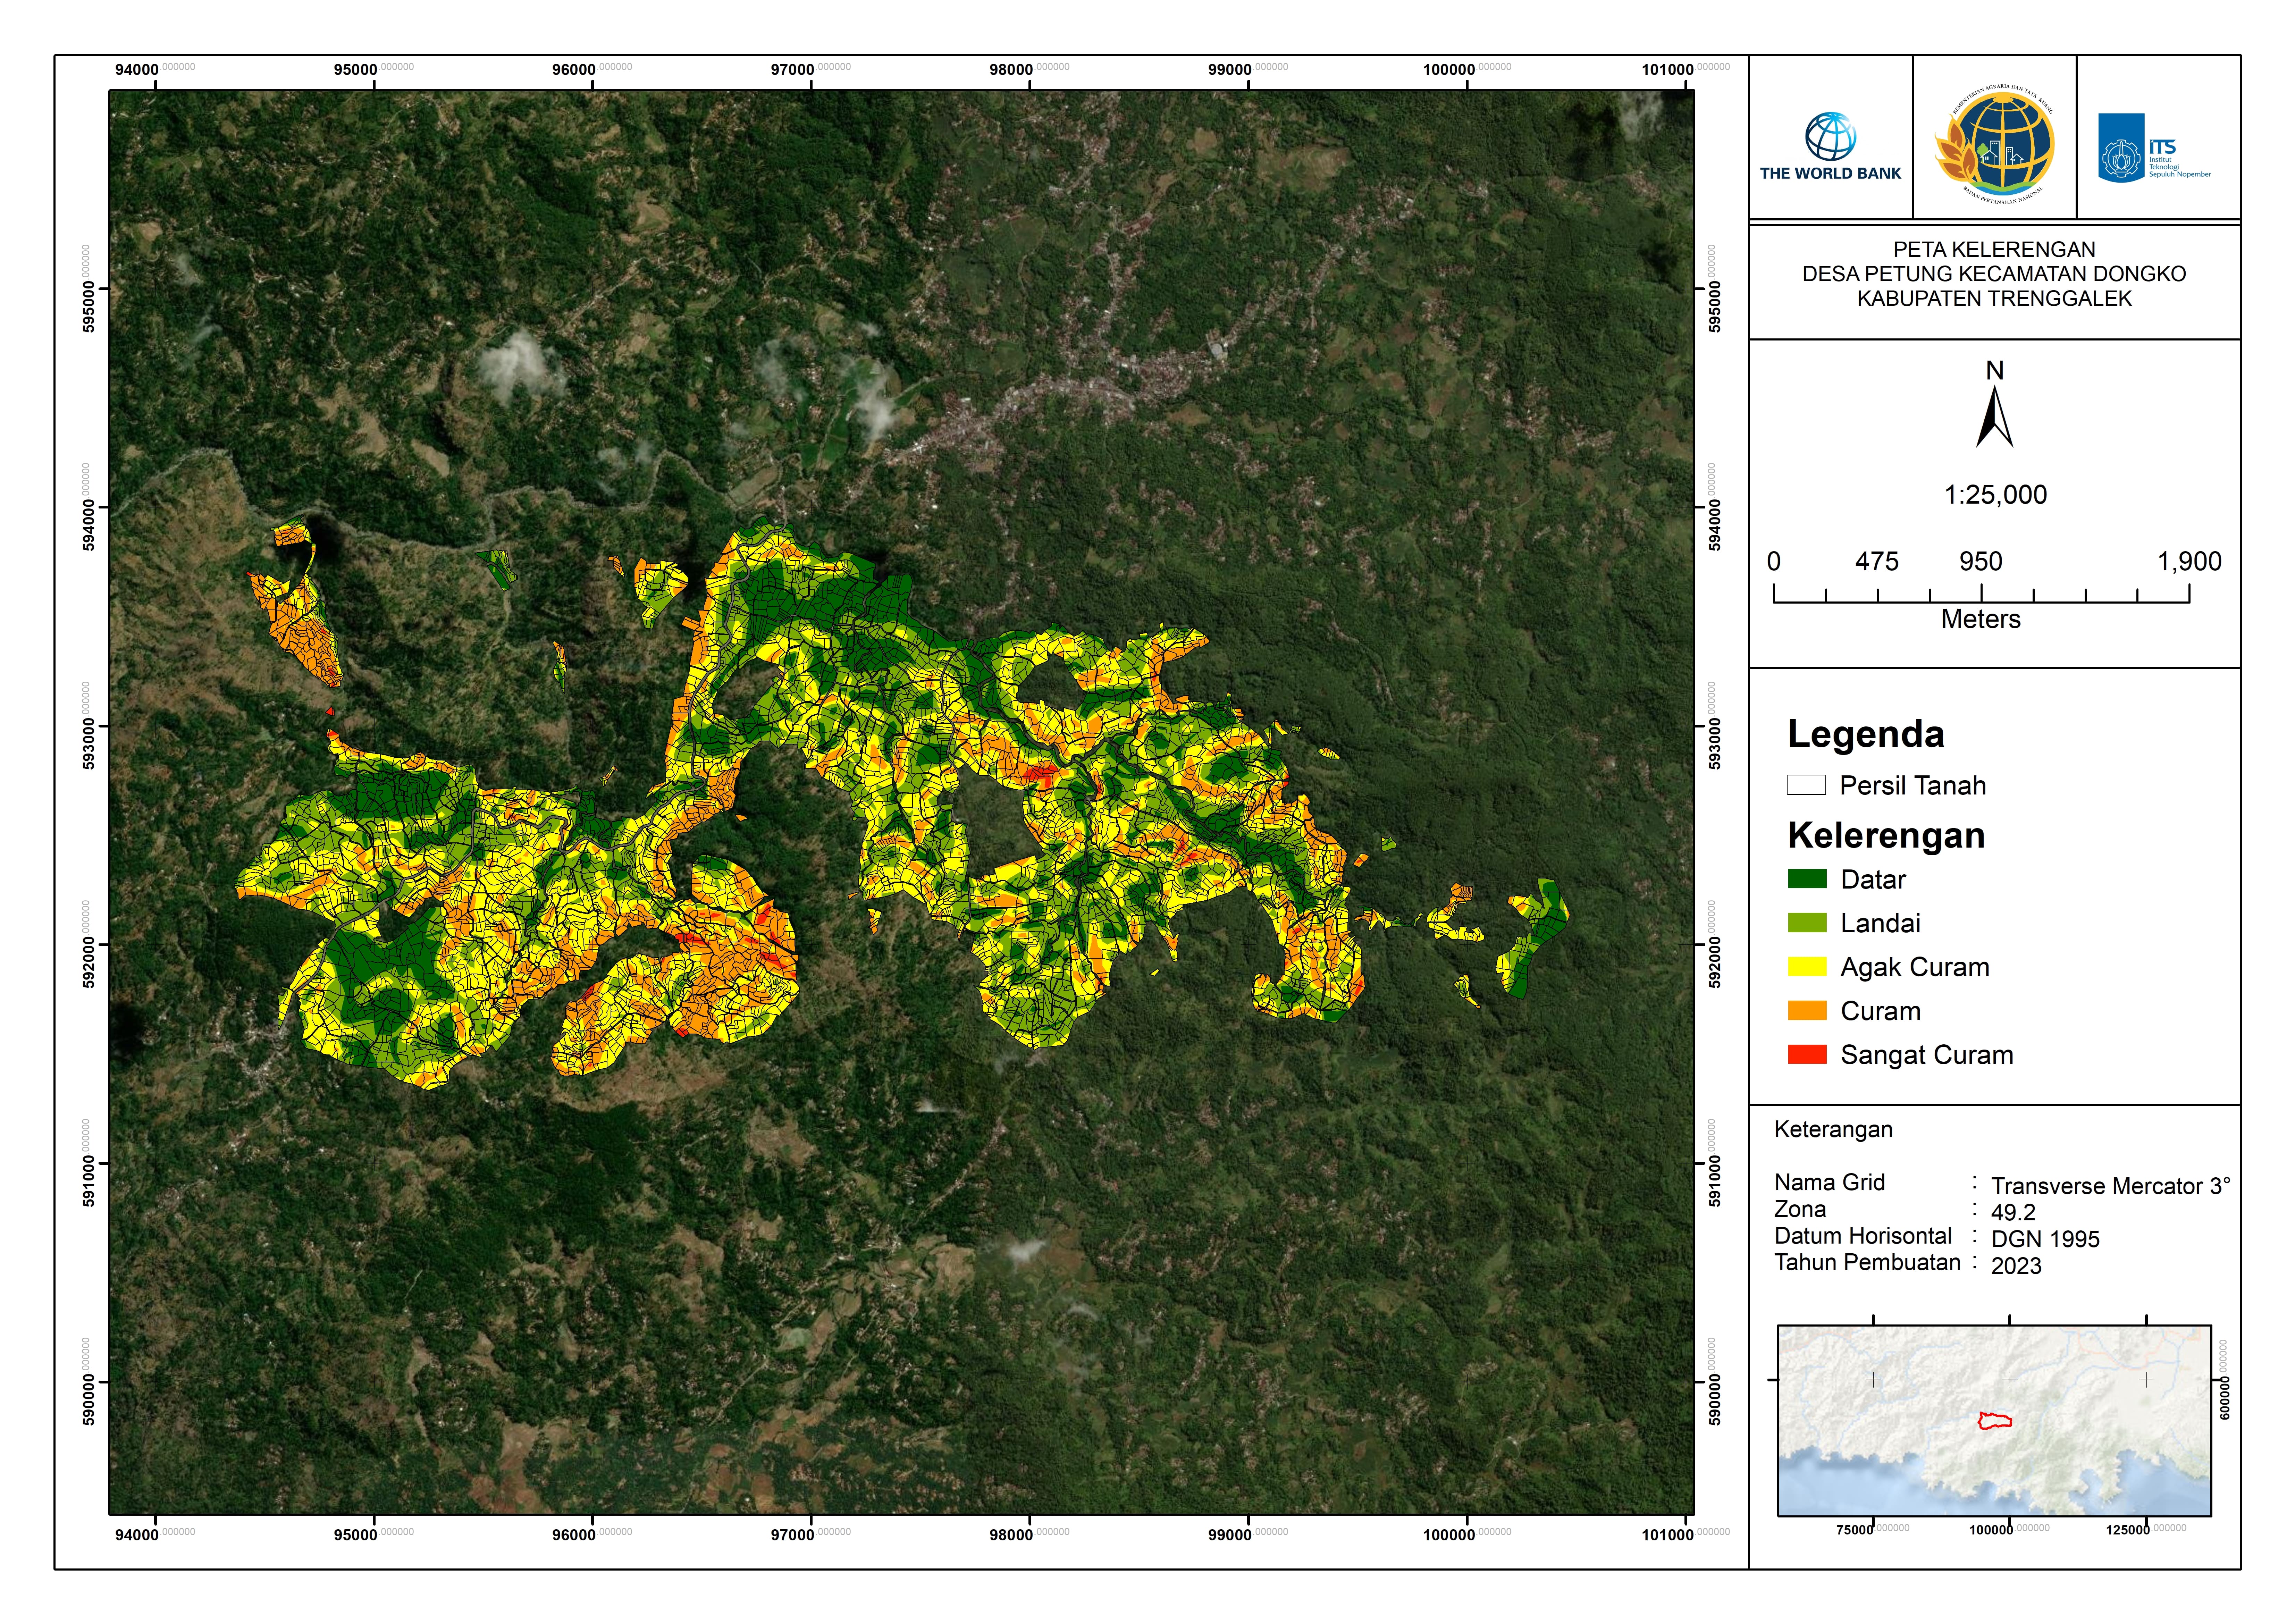 94000.000000 95000.000000 96000.000000 97000.000000 98000.000000 99000.000000 100000.000000 101000.000000
595000.000000
594000.000000
593000.000000
592000.000000
591000.000000
590000.000000
595000.000000
594000.000000
593000.000000
592000.000000
591000.000000
590000.000000
94000.000000 95000.000000 96000.000000 97000.000000 98000.000000 99000.000000 100000.000000 101000.000000
THE WORLD BANK
KEMENTERIAN AGRARIA DAN TATA RUANG
BADAN PERTANAHAN NASIONAL
iTS
Institut
Teknologi
Sepuluh Nopember
PETA KELERENGAN
DESA PETUNG KECAMATAN DONGKO
KABUPATEN TRENGGALEK
N
1:25,000
0 475 950 1,900
Meters
Legenda
Persil Tanah
Kelerengan
Datar
Landai
Agak Curam
Curam
Sangat Curam
Keterangan
Nama Grid : Transverse Mercator 3°
Zona : 49.2
Datum Horisontal : DGN 1995
Tahun Pembuatan : 2023
600000.000000
75000.000000 100000.000000 125000.000000